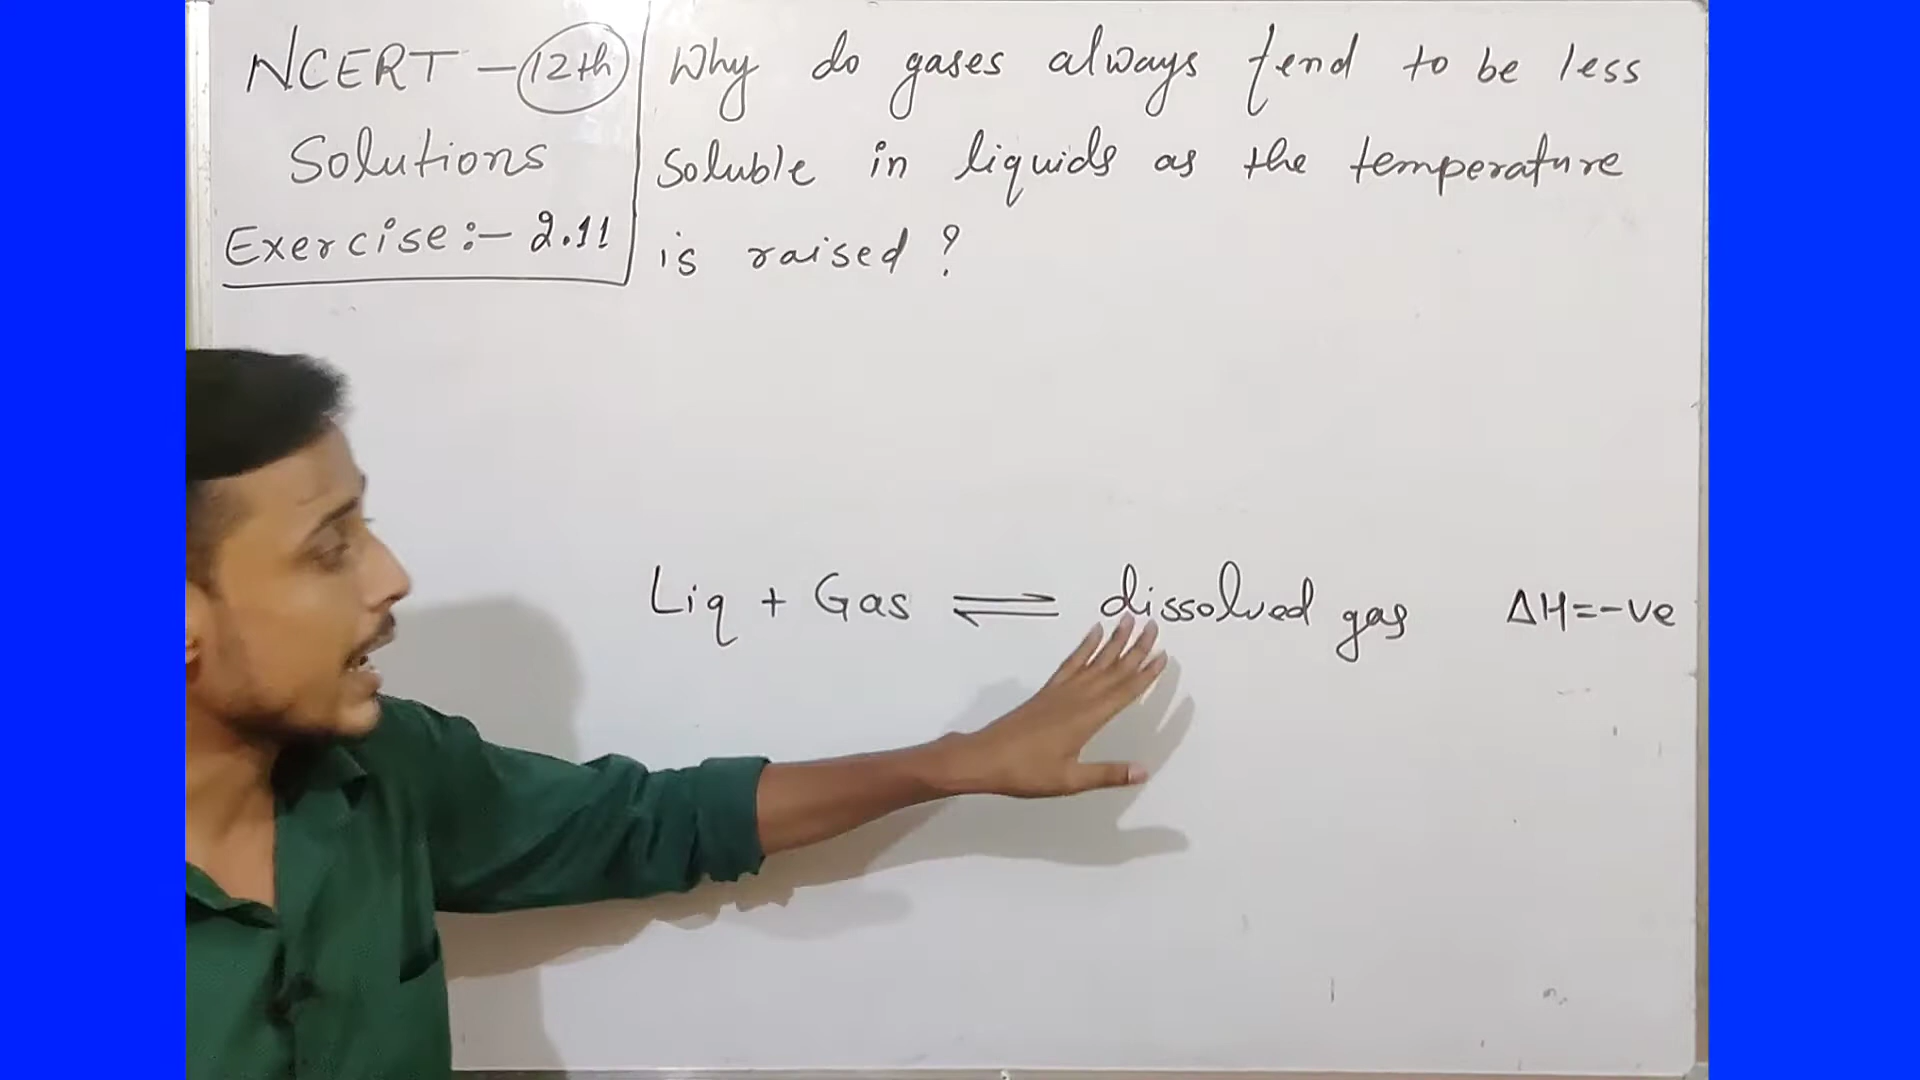 NCERT - 12th
Solutions
Exercise:- 2.11
Why do gases always tend to be less
soluble in liquids as the temperature
is raised ?
Liq + Gas ⇌ dissolved gas ΔH=-ve